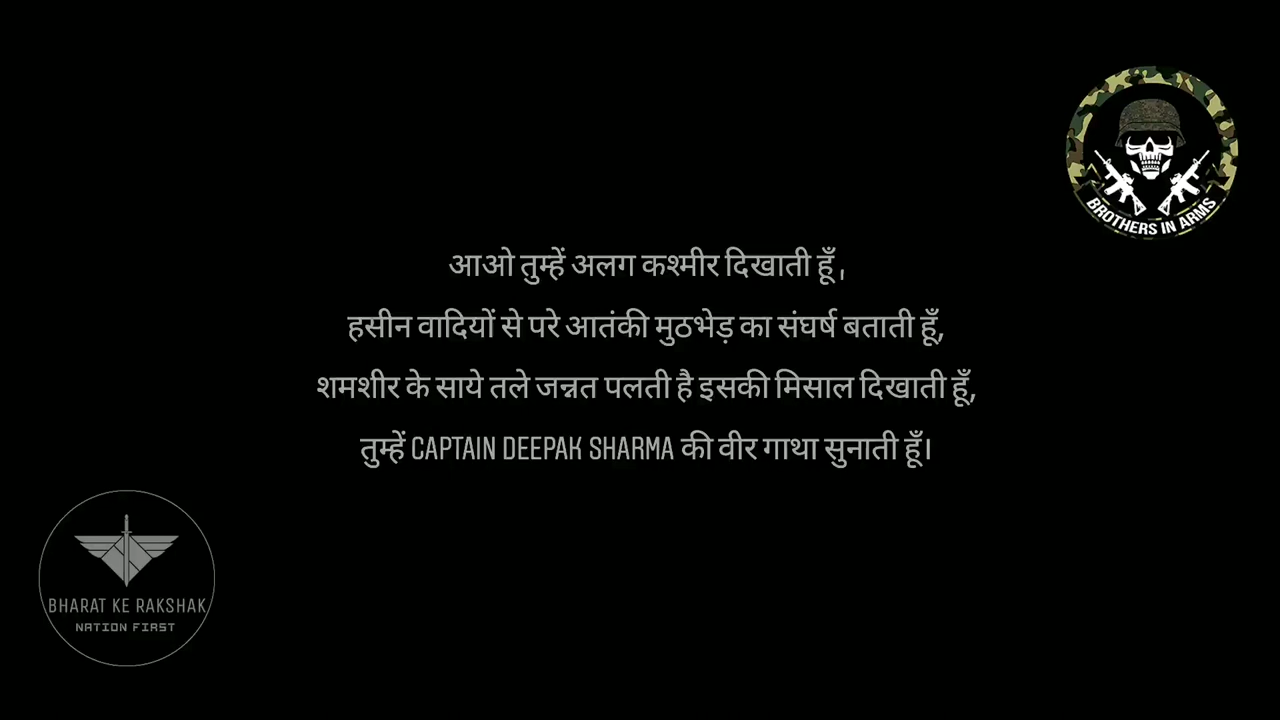 BROTHERS IN ARMS
आओ तुम्हें अलग कश्मीर दिखाती हूँ ,
हसीन वादियों से परे आतंकी मुठभेड़ का संघर्ष बताती हूँ,
शमशीर के साये तले जन्नत पलती है इसकी मिसाल दिखाती हूँ,
तुम्हें CAPTAIN DEEPAK SHARMA की वीर गाथा सुनाती हूँ।
BHARAT KE RAKSHAK
NATION FIRST